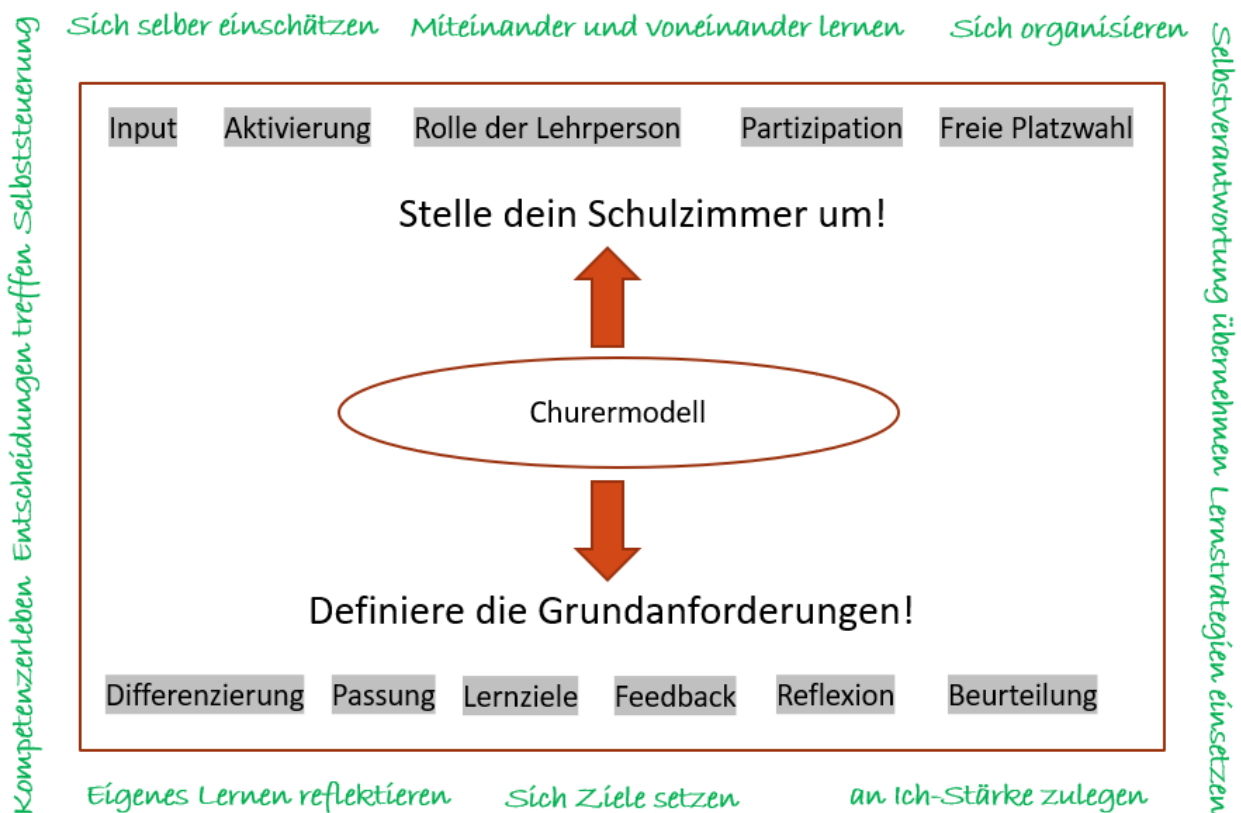 Sich selber einschätzen Miteinander und voneinander lernen Sich organisieren
Input Aktivierung Rolle der Lehrperson Partizipation Freie Platzwahl
Stelle dein Schulzimmer um!
Churermodell
Definiere die Grundanforderungen!
Differenzierung Passung Lernziele Feedback Reflexion Beurteilung
Eigenes Lernen reflektieren Sich Ziele setzen an Ich-Stärke zulegen
Kompetenzerleben Entscheidungen treffen Selbststeuerung
Selbstverantwortung übernehmen Lernstrategien einsetzen